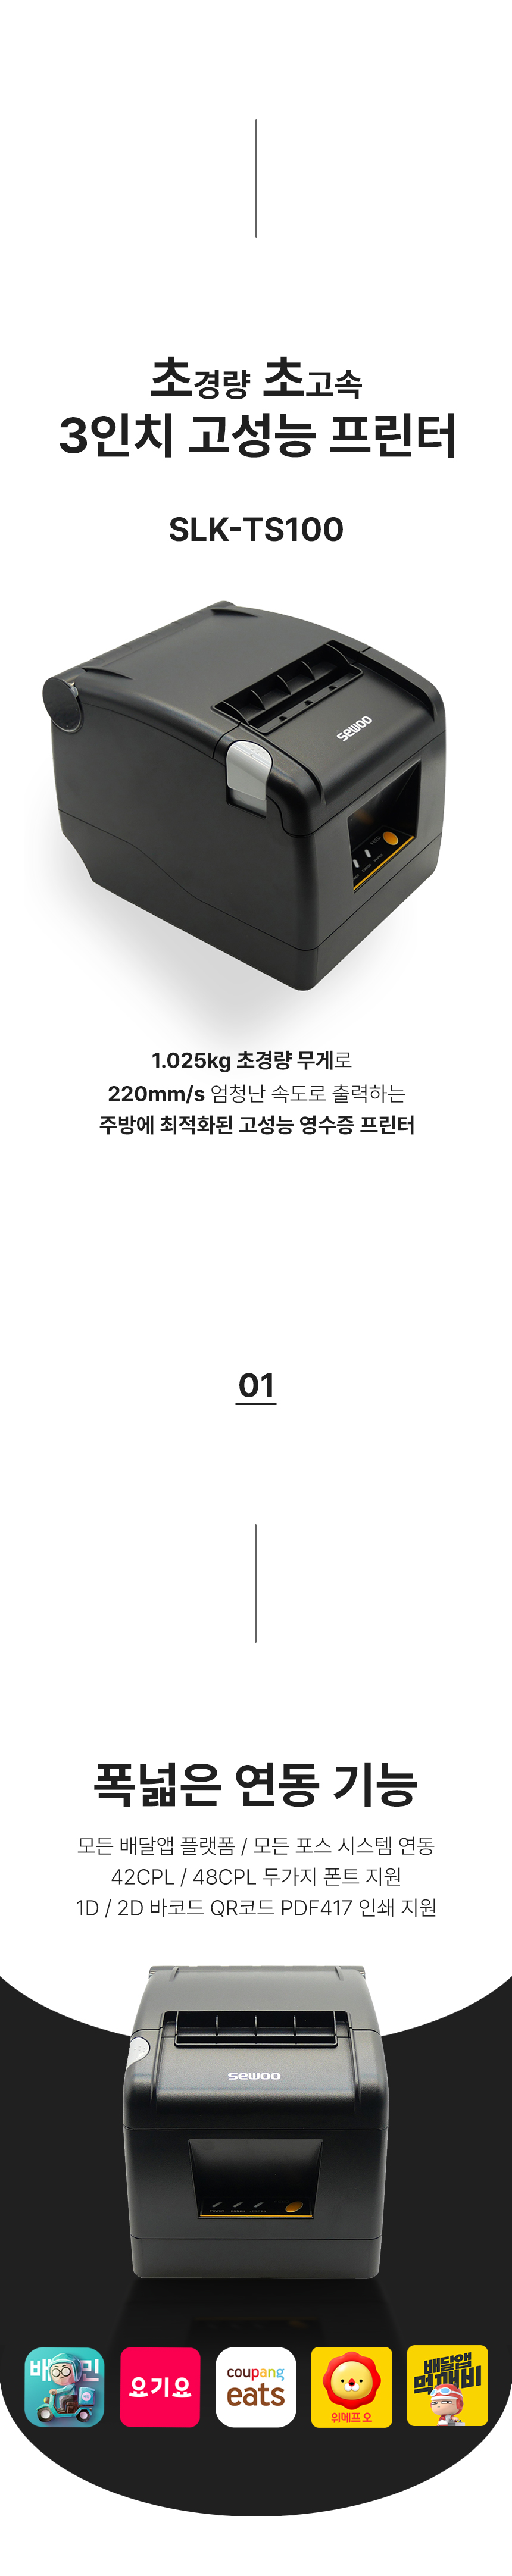 초경량 초고속
3인치 고성능 프린터
SLK-TS100
sewoo
1.025kg 초경량 무게로
220mm/s 엄청난 속도로 출력하는
주방에 최적화된 고성능 영수증 프린터
01
폭넓은 연동 기능
모든 배달앱 플랫폼 / 모든 포스 시스템 연동
42CPL / 48CPL 두가지 폰트 지원
1D / 2D 바코드 QR코드 PDF417 인쇄 지원
sewoo
배 민
요기요
coupang
eats
위메프오
배달앱
먹깨비